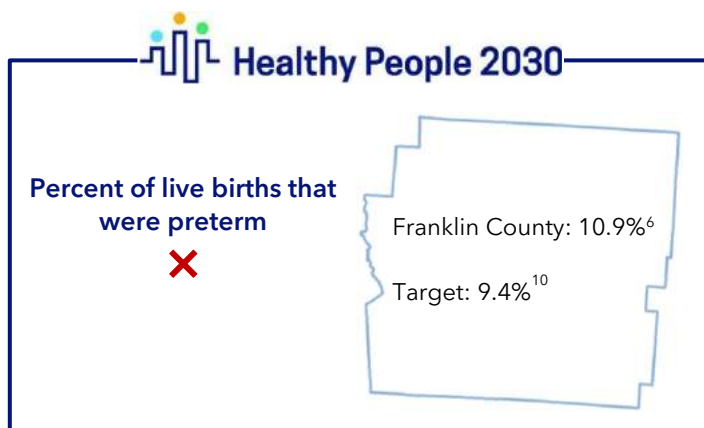 Healthy People 2030
Percent of live births that
were preterm
Franklin County: 10.9%⁶
Target: 9.4%¹⁰